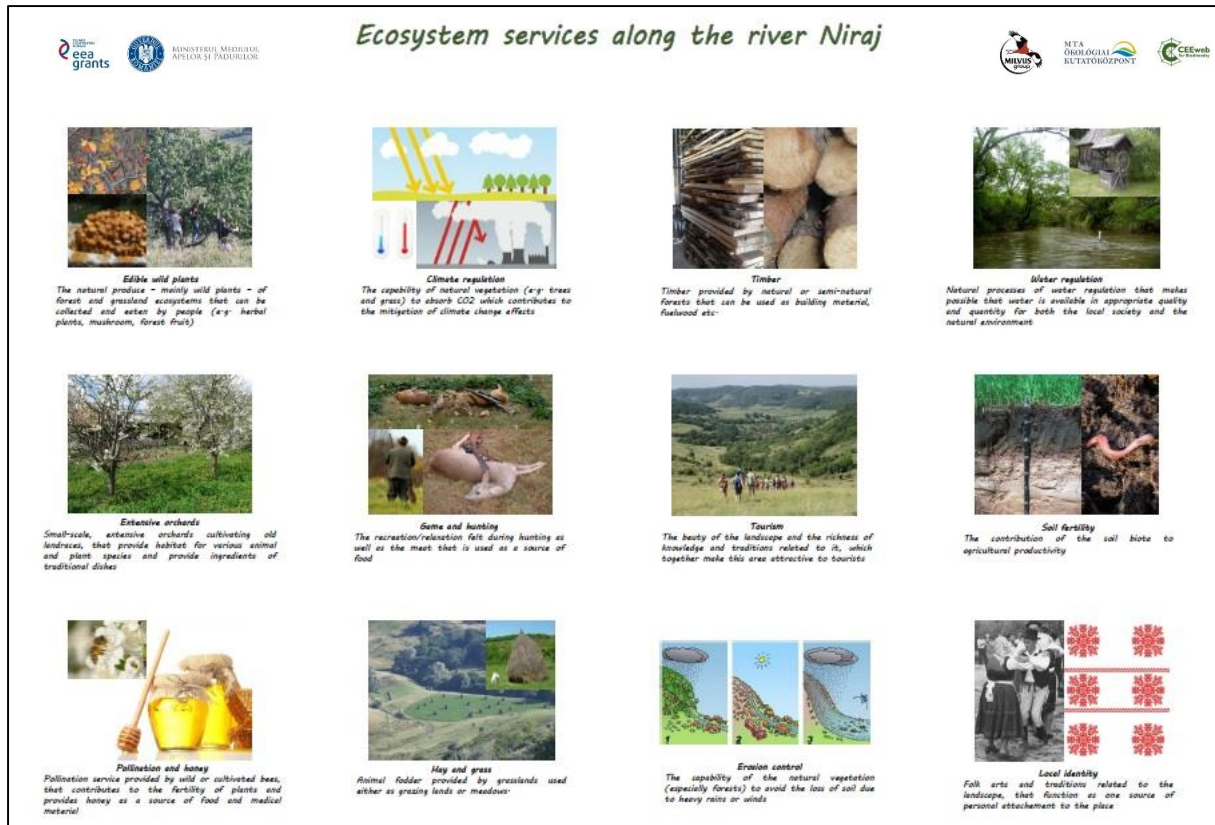 Ecosystem services along the river Niraj
eea
grants
MINISTERUL MEDIULUI,
APELOR ȘI PĂDURILOR
MILVUS
group
MTA
ÖKOLÓGIAI
KUTATÓKÖZPONT
CEEweb
for Biodiversity
Edible wild plants
The natural produce - mainly wild plants - of
forest and grassland ecosystems that can be
collected and eaten by people (e.g. herbal
plants, mushroom, forest fruit)
Climate regulation
The capability of natural vegetation (e.g. trees
and grass) to absorb CO2 which contributes to
the mitigation of climate change effects
Timber
Timber provided by natural or semi-natural
forests that can be used as building material,
fuelwood etc.
Water regulation
Natural processes of water regulation that makes
possible that water is available in appropriate quality
and quantity for both the local society and the
natural environment
Extensive orchards
Small-scale, extensive orchards cultivating old
landraces, that provide habitat for various animal
and plant species and provide ingredients of
traditional dishes
Game and hunting
The recreation/relaxation felt during hunting as
well as the meat that is used as a source of
food
Tourism
The beuty of the landscape and the richness of
knowledge and traditions related to it, which
together make this area attractive to tourists
Soil fertility
The contribution of the soil biota to
agricultural productivity
Pollination and honey
Pollination service provided by wild or cultivated bees,
that contributes to the fertility of plants and
provides honey as a source of food and medical
material
Hay and grass
Animal fodder provided by grasslands used
either as grazing lands or meadows.
1
2
3
Erosion control
The capability of the natural vegetation
(especially forests) to avoid the loss of soil due
to heavy rains or winds
Local identity
Folk arts and traditions related to the
landscape, that function as one source of
personal attachement to the place